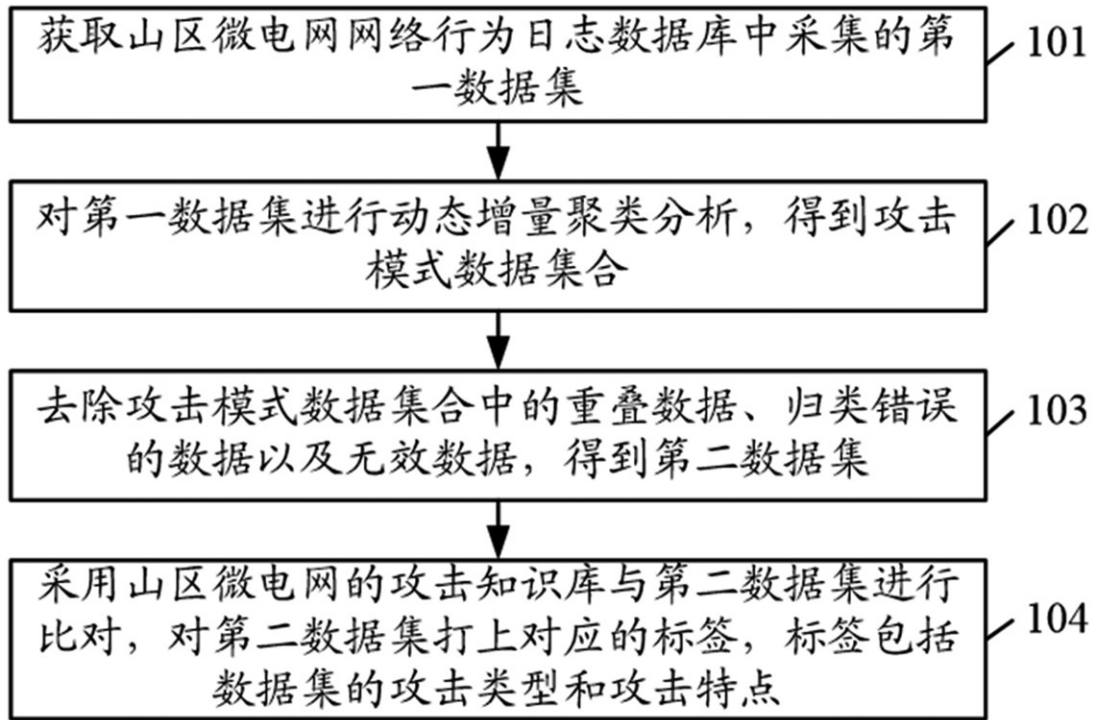 获取山区微电网网络行为日志数据库中采集的第
一数据集
101
对第一数据集进行动态增量聚类分析，得到攻击
模式数据集合
102
去除攻击模式数据集合中的重叠数据、归类错误
的数据以及无效数据，得到第二数据集
103
采用山区微电网的攻击知识库与第二数据集进行
比对，对第二数据集打上对应的标签，标签包括
数据集的攻击类型和攻击特点
104